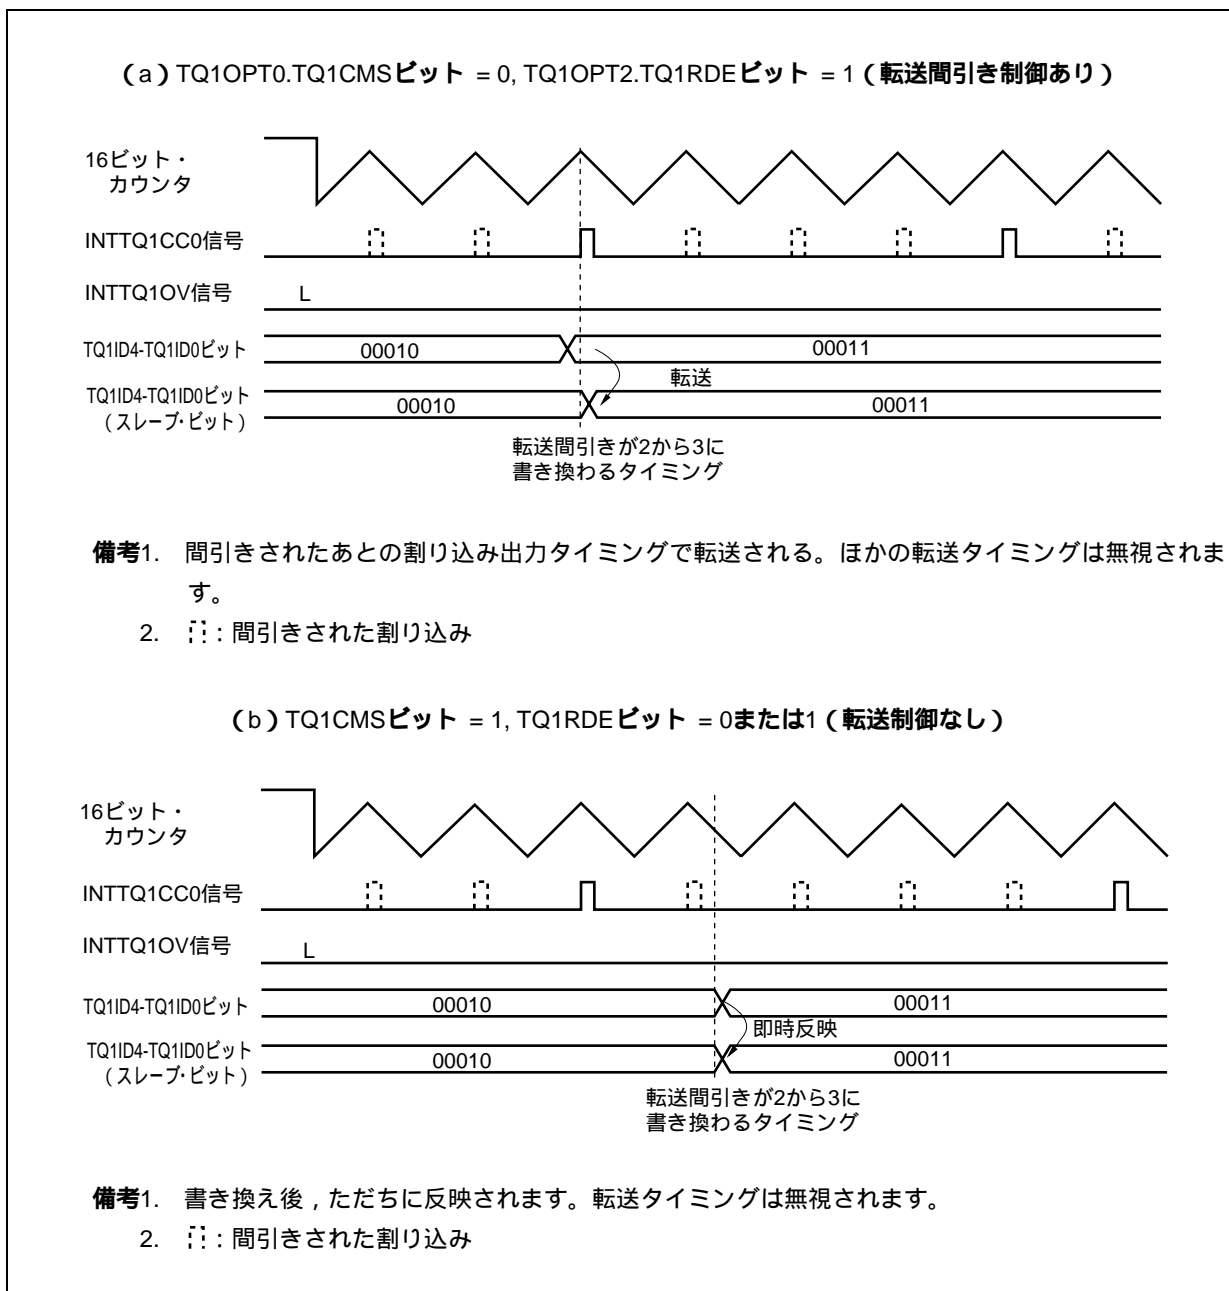 （a）TQ1OPT0.TQ1CMSビット = 0, TQ1OPT2.TQ1RDEビット = 1（転送間引き制御あり）
16ビット・
カウンタ
INTTQ1CC0信号
INTTQ1OV信号
L
TQ1ID4-TQ1ID0ビット
00010
00011
転送
TQ1ID4-TQ1ID0ビット
（スレーブ・ビット）
00010
00011
転送間引きが2から3に
書き換わるタイミング
備考1. 間引きされたあとの割り込み出力タイミングで転送される。ほかの転送タイミングは無視されま
す。
2. ：間引きされた割り込み
（b）TQ1CMSビット = 1, TQ1RDEビット = 0または1（転送制御なし）
16ビット・
カウンタ
INTTQ1CC0信号
INTTQ1OV信号
L
TQ1ID4-TQ1ID0ビット
00010
00011
即時反映
TQ1ID4-TQ1ID0ビット
（スレーブ・ビット）
00010
00011
転送間引きが2から3に
書き換わるタイミング
備考1. 書き換え後，ただちに反映されます。転送タイミングは無視されます。
2. ：間引きされた割り込み